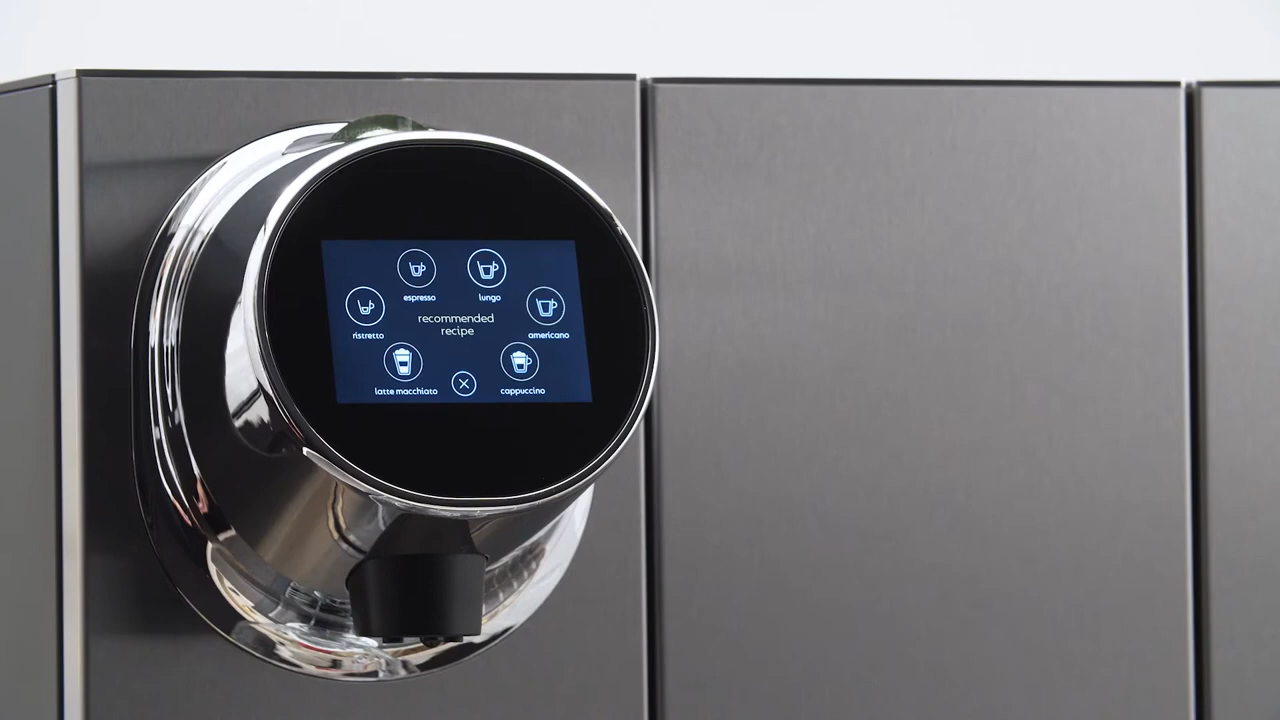 espresso
lungo
ristretto
recommended
recipe
americano
latte macchiato
cappuccino